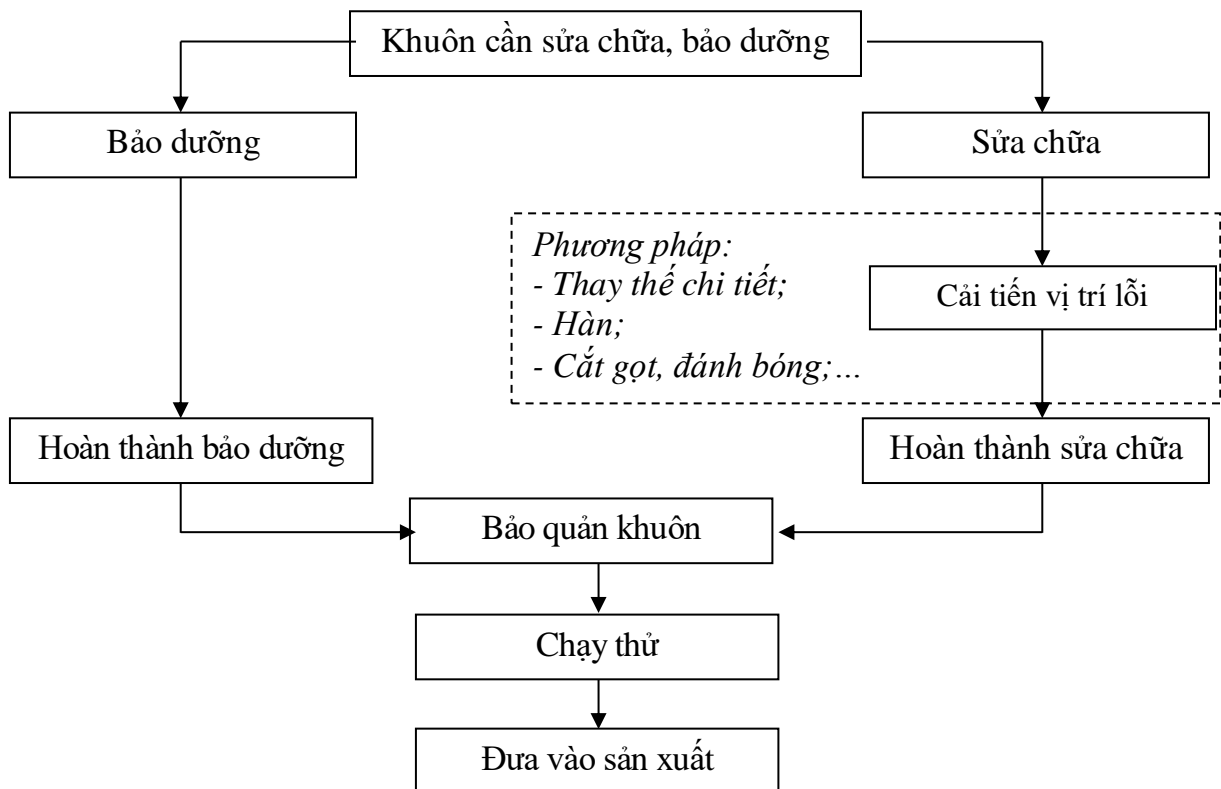 Khuôn cần sửa chữa, bảo dưỡng
Bảo dưỡng
Sửa chữa
Phương pháp:
- Thay thế chi tiết;
- Hàn;
- Cắt gọt, đánh bóng;…
Cải tiến vị trí lỗi
Hoàn thành bảo dưỡng
Hoàn thành sửa chữa
Bảo quản khuôn
Chạy thử
Đưa vào sản xuất